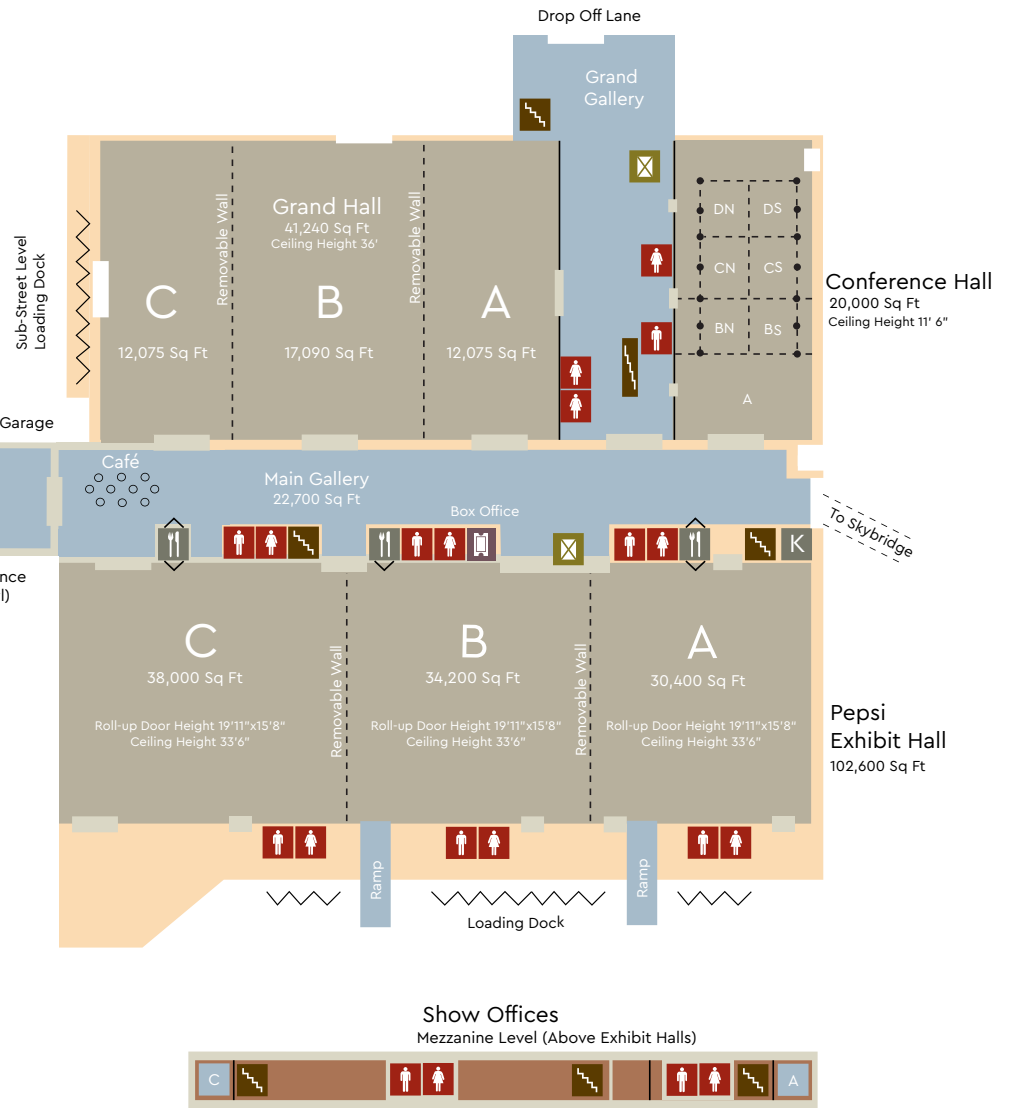 Drop Off Lane
Grand
Gallery
Removable Wall
Grand Hall
41,240 Sq Ft
Ceiling Height 36'
Removable Wall
DN
DS
CN
CS
BN
BS
A
Conference Hall
20,000 Sq Ft
Ceiling Height 11' 6"
Sub-Street Level
Loading Dock
C
12,075 Sq Ft
B
17,090 Sq Ft
A
12,075 Sq Ft
Garage
Café
Main Gallery
22,700 Sq Ft
Box Office
K
To Skybridge
nce
l)
C
38,000 Sq Ft
Roll-up Door Height 19'11"x15'8"
Ceiling Height 33'6"
Removable Wall
B
34,200 Sq Ft
Roll-up Door Height 19'11"x15'8"
Ceiling Height 33'6"
Removable Wall
A
30,400 Sq Ft
Roll-up Door Height 19'11"x15'8"
Ceiling Height 33'6"
Pepsi
Exhibit Hall
102,600 Sq Ft
Ramp
Ramp
Loading Dock
Show Offices
Mezzanine Level (Above Exhibit Halls)
C
A